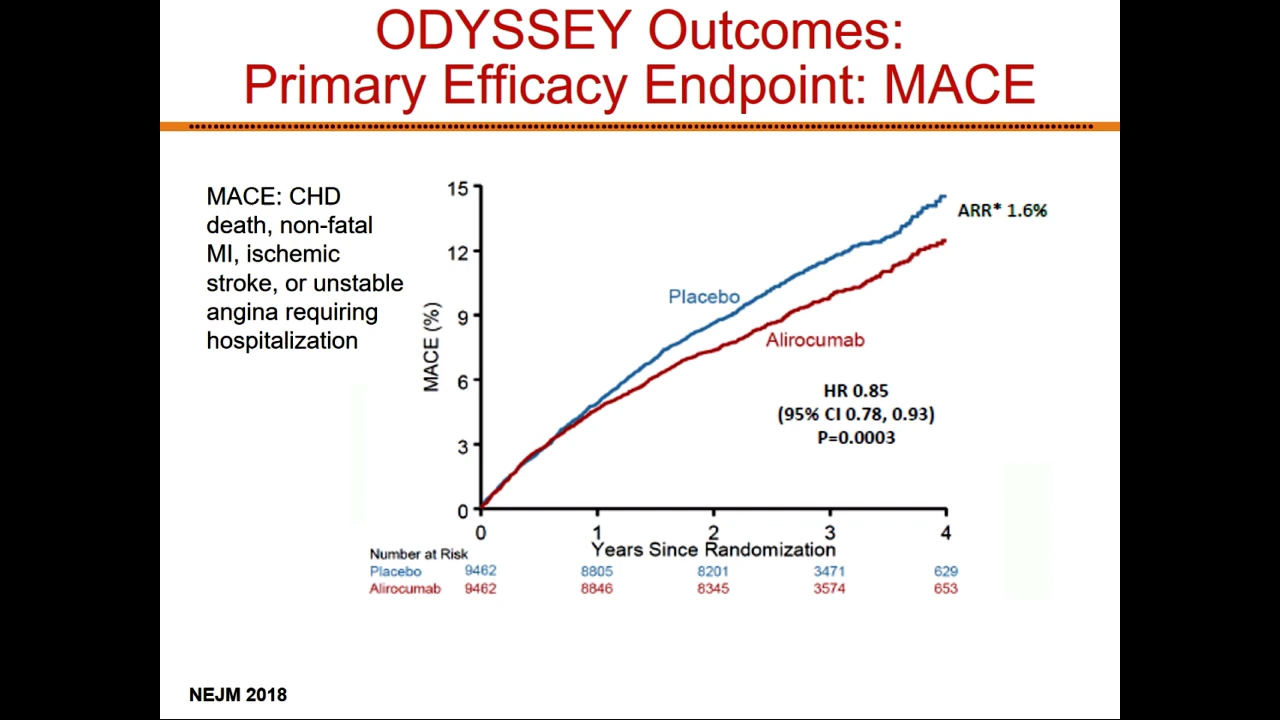 ODYSSEY Outcomes:
Primary Efficacy Endpoint: MACE
MACE: CHD
death, non-fatal
MI, ischemic
stroke, or unstable
angina requiring
hospitalization
MACE (%)
15
12
9
6
3
0
ARR* 1.6%
Placebo
Alirocumab
HR 0.85
(95% CI 0.78, 0.93)
P=0.0003
0 1 2 3 4
Years Since Randomization
Number at Risk
Placebo 9462 8805 8201 3471 629
Alirocumab 9462 8846 8345 3574 653
NEJM 2018